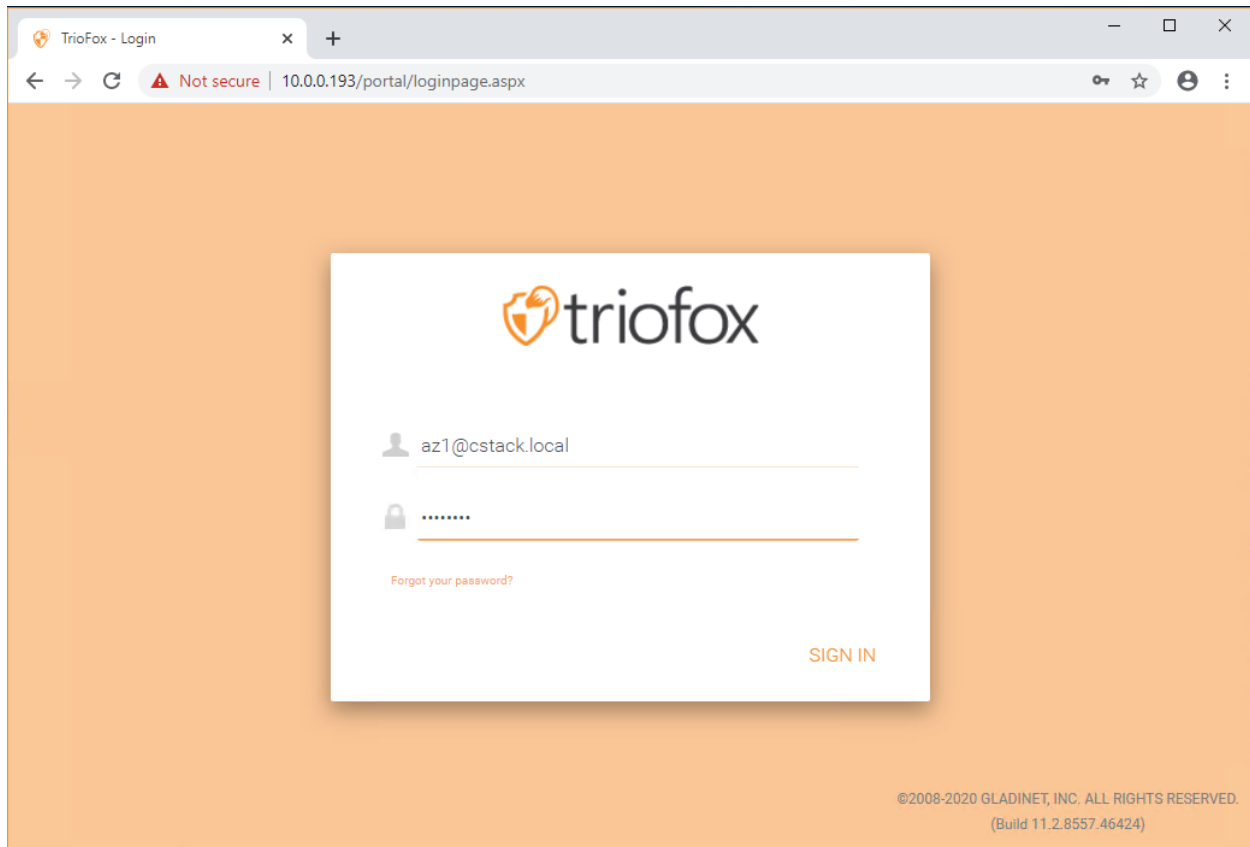 TrioFox - Login
Not secure | 10.0.0.193/portal/loginpage.aspx
triofox
az1@cstack.local
••••••••
Forgot your password?
SIGN IN
©2008-2020 GLADINET, INC. ALL RIGHTS RESERVED.
(Build 11.2.8557.46424)